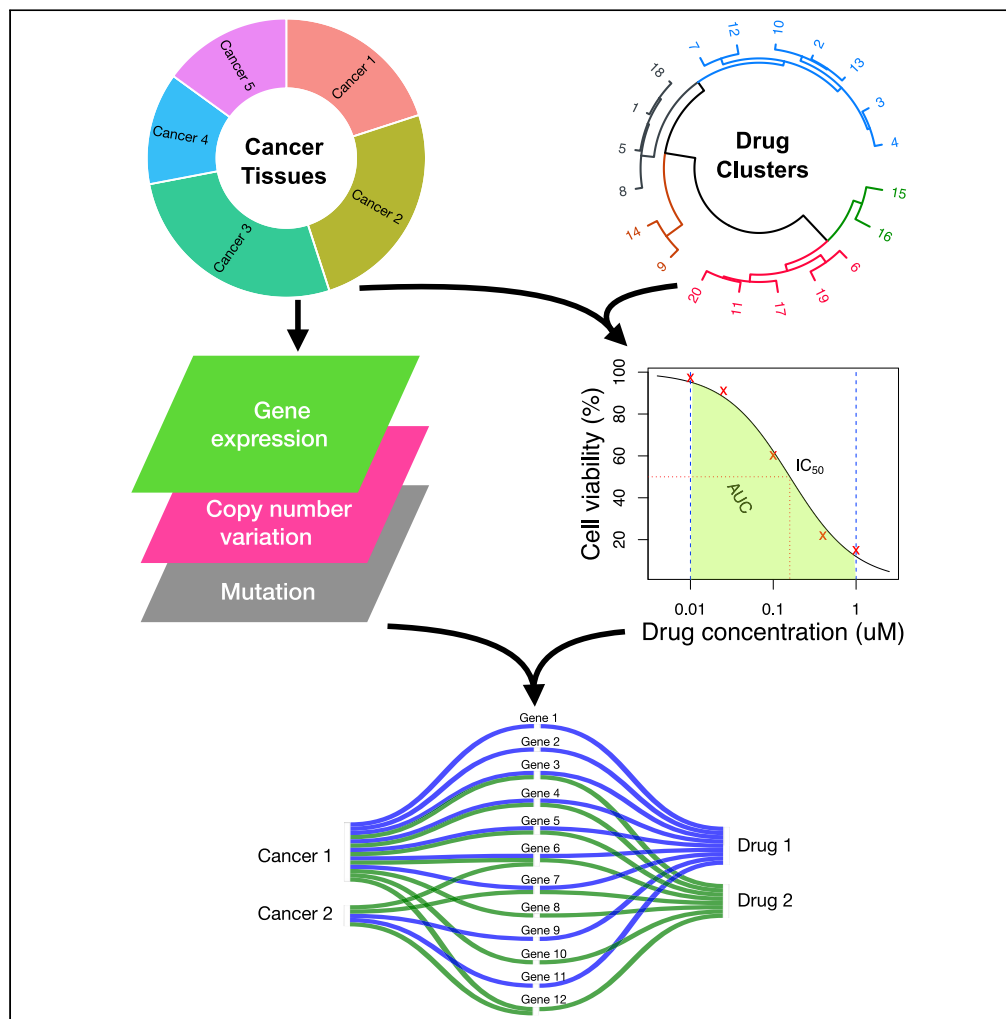 Cancer 1
Cancer 2
Cancer 3
Cancer 4
Cancer 5
Cancer
Tissues
18
1
5
8
14
9
7
12
10
2
13
3
4
15
16
6
19
17
11
20
Drug
Clusters
Gene
expression
Copy number
variation
Mutation
Cell viability (%)
100
80
60
40
20
x
x
x
x
x
IC50
AUC
0.01
0.1
1
Drug concentration (uM)
Gene 1
Gene 2
Gene 3
Gene 4
Gene 5
Gene 6
Gene 7
Gene 8
Gene 9
Gene 10
Gene 11
Gene 12
Cancer 1
Cancer 2
Drug 1
Drug 2